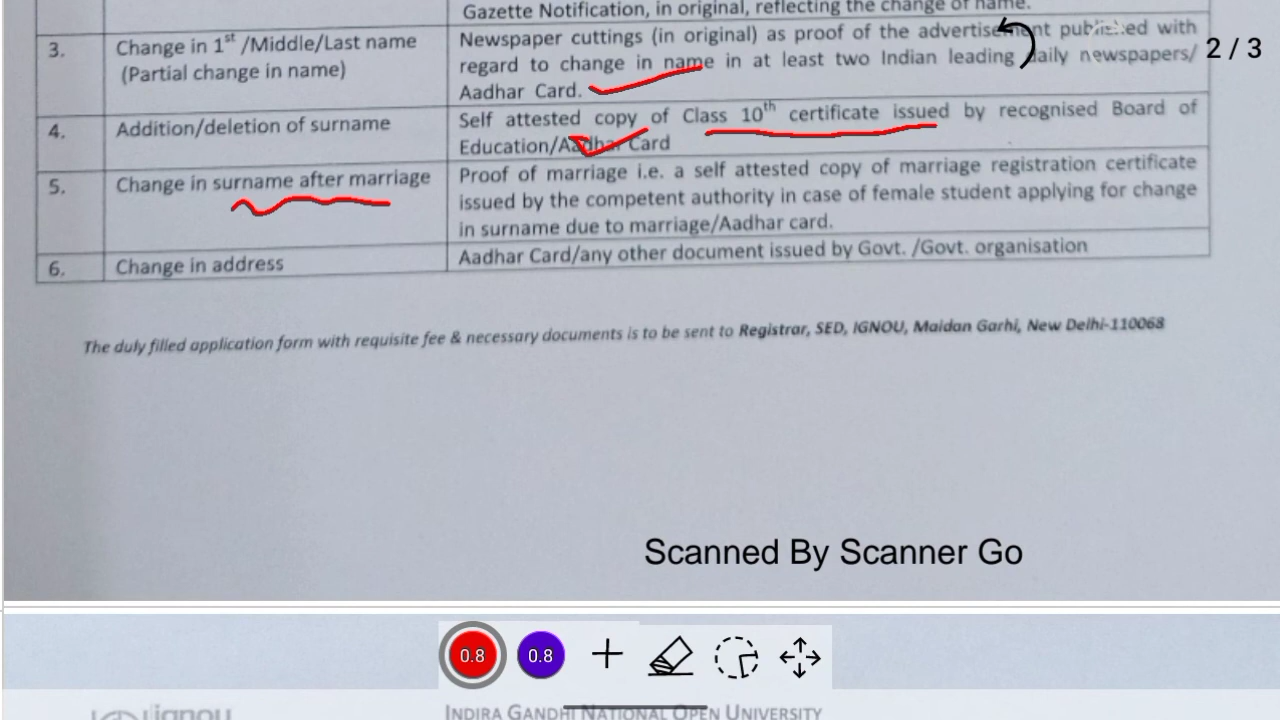 Gazette Notification, in original, reflecting the change of name.
3. Change in 1st /Middle/Last name
(Partial change in name)
Newspaper cuttings (in original) as proof of the advertisement published with
regard to change in name in at least two Indian leading daily newspapers/
Aadhar Card.
2 / 3
4. Addition/deletion of surname
Self attested copy of Class 10th certificate issued by recognised Board of
Education/Aadhar Card
5. Change in surname after marriage
Proof of marriage i.e. a self attested copy of marriage registration certificate
issued by the competent authority in case of female student applying for change
in surname due to marriage/Aadhar card.
6. Change in address
Aadhar Card/any other document issued by Govt. /Govt. organisation
The duly filled application form with requisite fee & necessary documents is to be sent to Registrar, SED, IGNOU, Maidan Garhi, New Delhi-110068
Scanned By Scanner Go
0.8 0.8
ignou INDIRA GANDHI NATIONAL OPEN UNIVERSITY